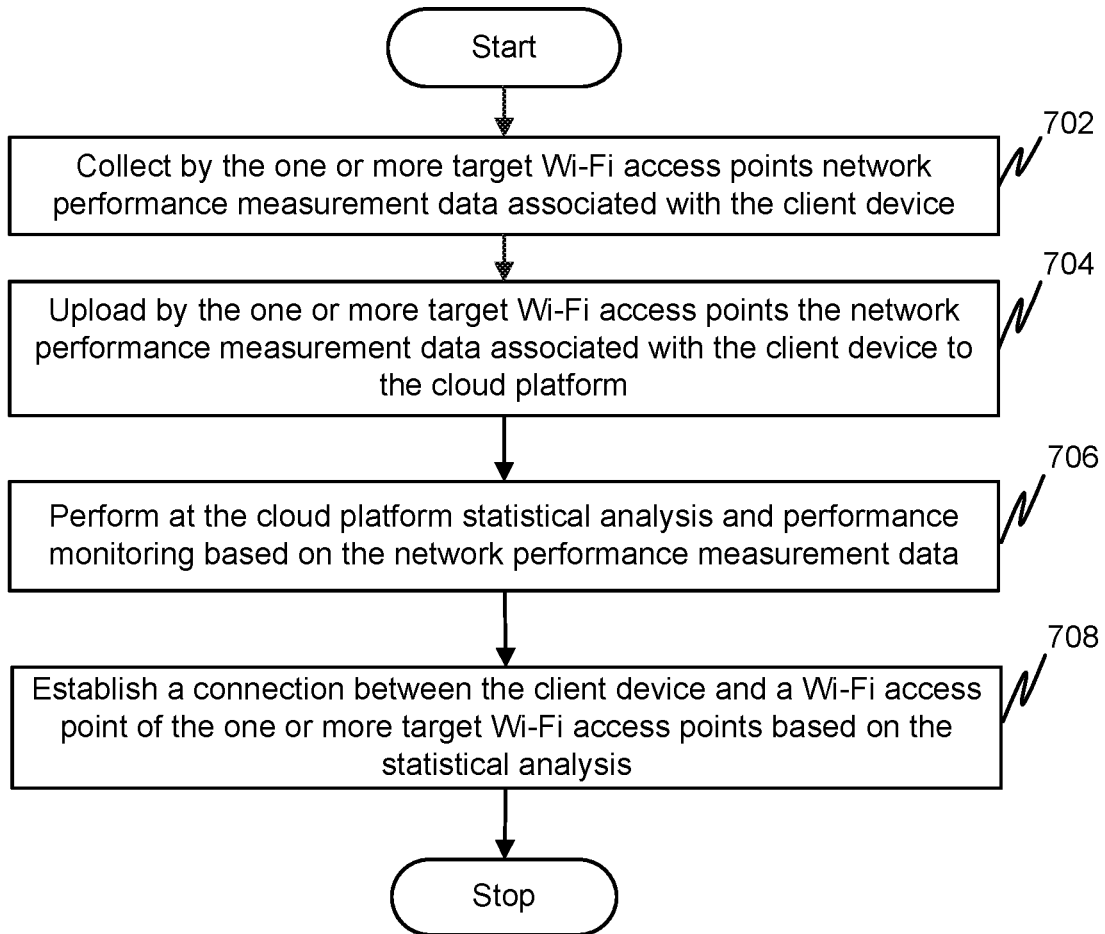 Start
702
Collect by the one or more target Wi-Fi access points network
performance measurement data associated with the client device
704
Upload by the one or more target Wi-Fi access points the network
performance measurement data associated with the client device to
the cloud platform
706
Perform at the cloud platform statistical analysis and performance
monitoring based on the network performance measurement data
708
Establish a connection between the client device and a Wi-Fi access
point of the one or more target Wi-Fi access points based on the
statistical analysis
Stop